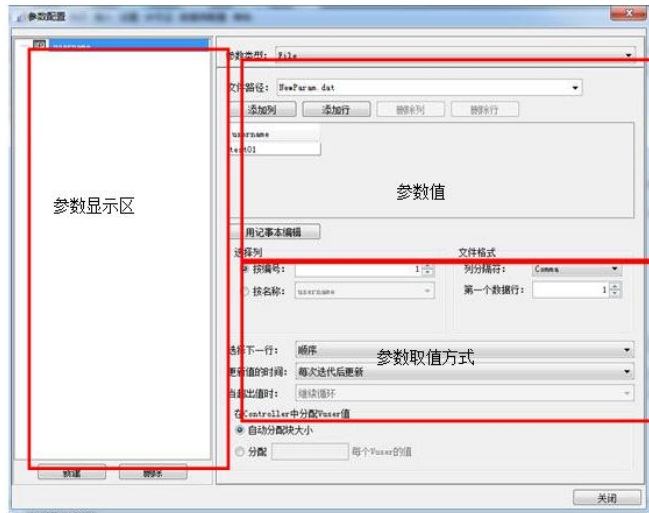 参数配置
参数类型: File
文件路径: NewParam.dat
添加列 添加行 删除列 删除行
username
test01
参数值
参数显示区
用记事本编辑
选择列 文件格式
按编号: 1 列分隔符: Comma
按名称: username 第一个数据行: 1
选择下一行: 顺序
参数取值方式
更新值的时间: 每次迭代后更新
当超出值时: 继续循环
在Controller中分配Vuser值
自动分配块大小
分配 每个Vuser的值
新建 删除
关闭